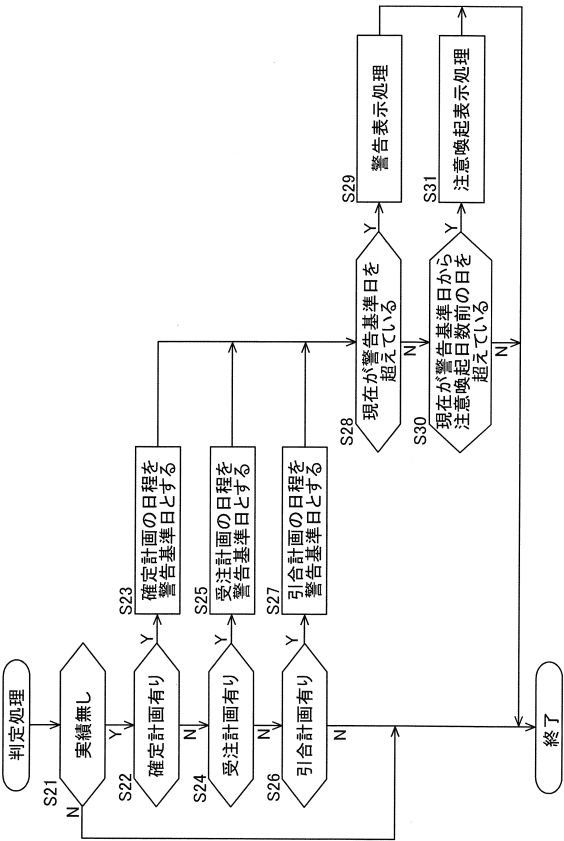 判定処理
S21
実績無し
N
Y
S22
確定計画有り
Y
N
S23
確定計画の日程を
警告基準日とする
S24
受注計画有り
Y
N
S25
受注計画の日程を
警告基準日とする
S26
引合計画有り
Y
N
S27
引合計画の日程を
警告基準日とする
S28
現在が警告基準日を
超えている
Y
N
S29
警告表示処理
S30
現在が警告基準日から
注意喚起日数前の日を
超えている
Y
N
S31
注意喚起表示処理
終了